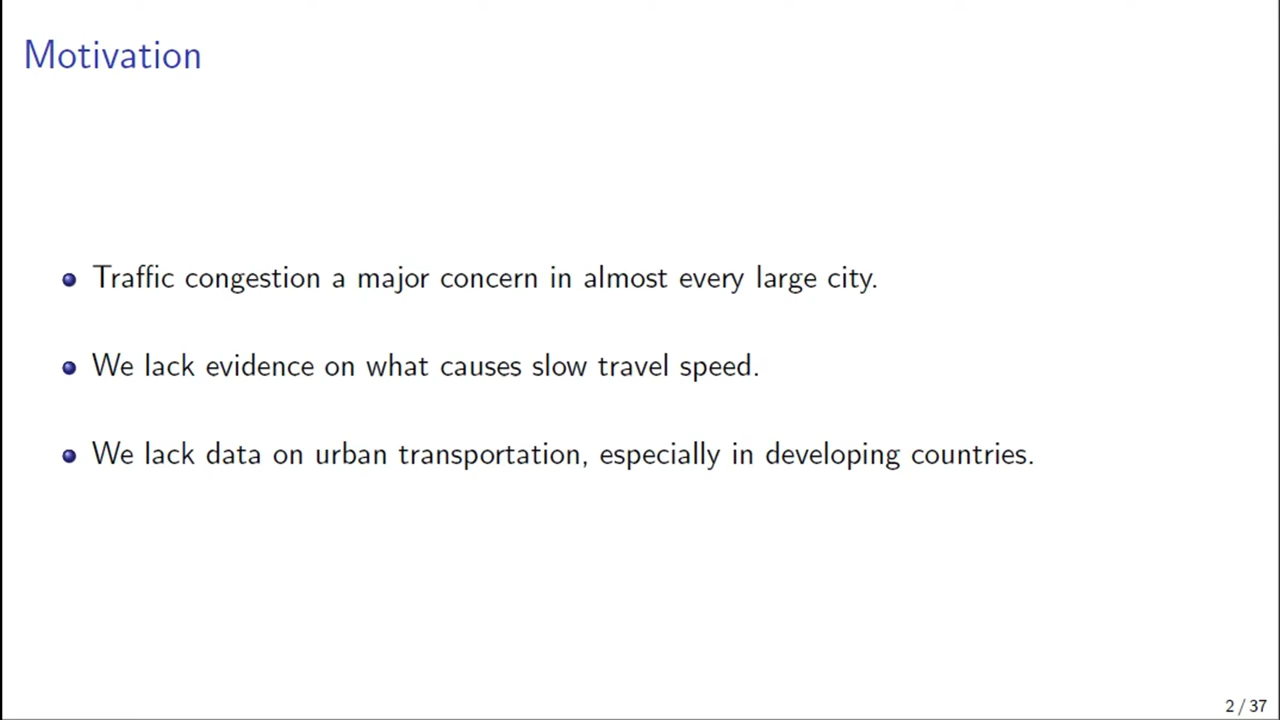 Motivation
Traffic congestion a major concern in almost every large city.
We lack evidence on what causes slow travel speed.
We lack data on urban transportation, especially in developing countries.
2 / 37